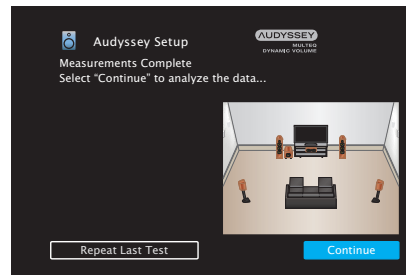 Audyssey Setup
AUDYSSEY
MULTEQ
DYNAMIC VOLUME
Measurements Complete
Select “Continue” to analyze the data...
Repeat Last Test
Continue